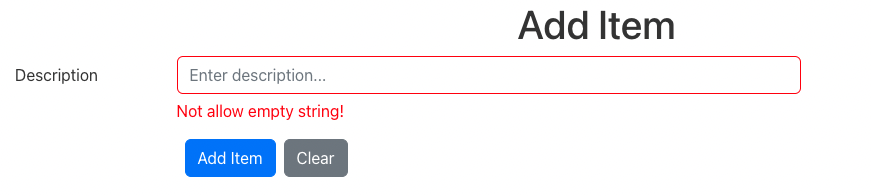 Add Item
Description
Enter description...
Not allow empty string!
Add Item
Clear